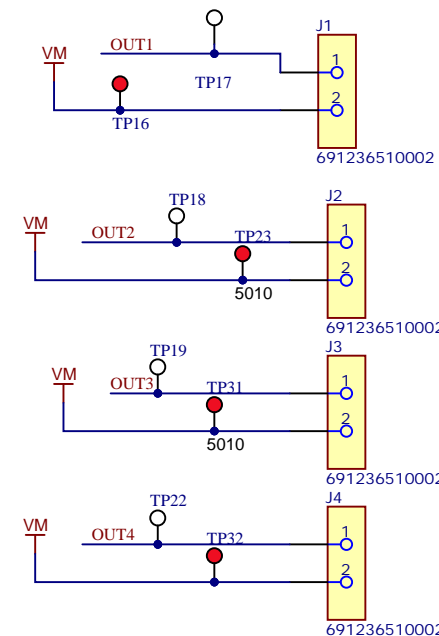 J1
OUT1
VM
1
TP17
2
TP16
691236510002
J2
TP18
VM
OUT2
TP23
1
2
5010
691236510002
J3
TP19
VM
OUT3
TP31
1
2
5010
691236510002
J4
TP22
VM
OUT4
TP32
1
2
691236510002